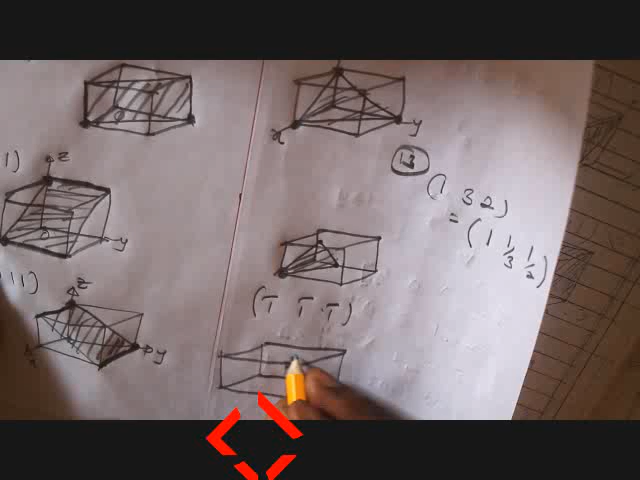 O
x
y
1)
z
y
O
13
(1 3 2)
= (1 1/3 1/2)
11)
z
y
x
(1̅ 1̅ 1̅)